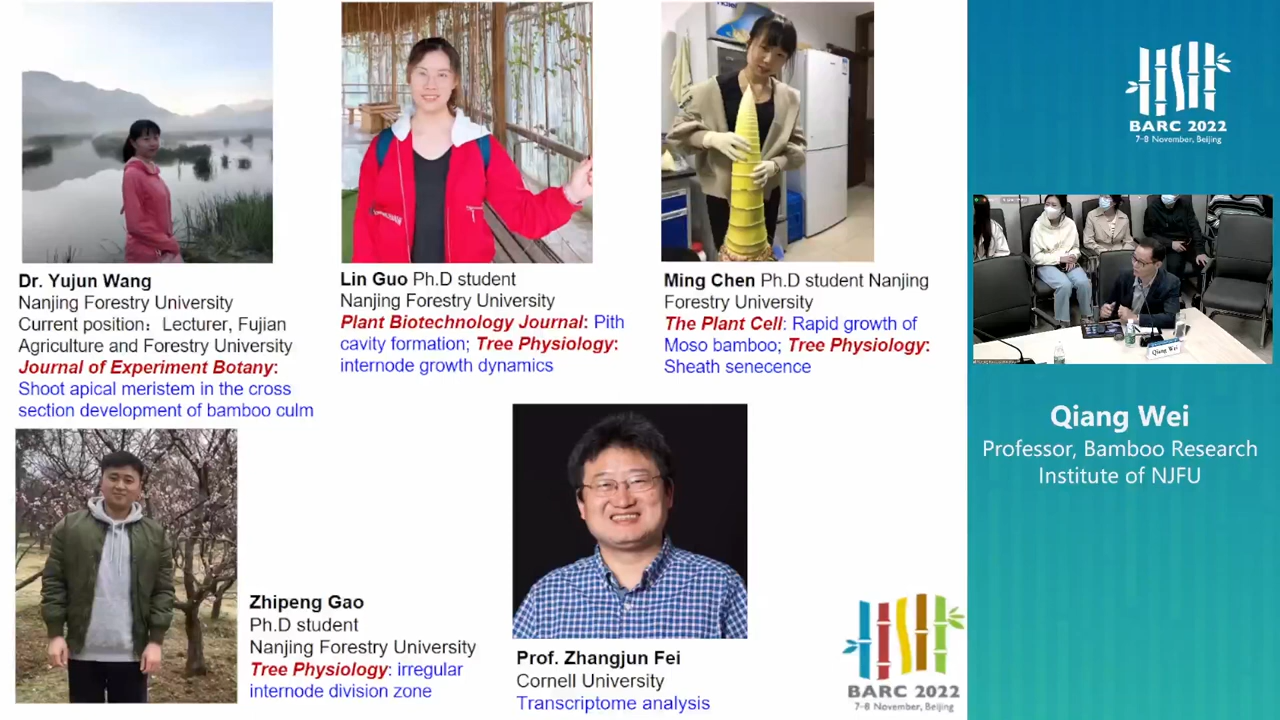 Dr. Yujun Wang
Nanjing Forestry University
Current position：Lecturer, Fujian
Agriculture and Forestry University
Journal of Experiment Botany:
Shoot apical meristem in the cross
section development of bamboo culm
Lin Guo Ph.D student
Nanjing Forestry University
Plant Biotechnology Journal: Pith
cavity formation; Tree Physiology:
internode growth dynamics
Ming Chen Ph.D student Nanjing
Forestry University
The Plant Cell: Rapid growth of
Moso bamboo; Tree Physiology:
Sheath senecence
Zhipeng Gao
Ph.D student
Nanjing Forestry University
Tree Physiology: irregular
internode division zone
Prof. Zhangjun Fei
Cornell University
Transcriptome analysis
BARC 2022
7-8 November, Beijing
BARC 2022
7-8 November, Beijing
Qiang Wei
Qiang Wei
Professor, Bamboo Research
Institute of NJFU